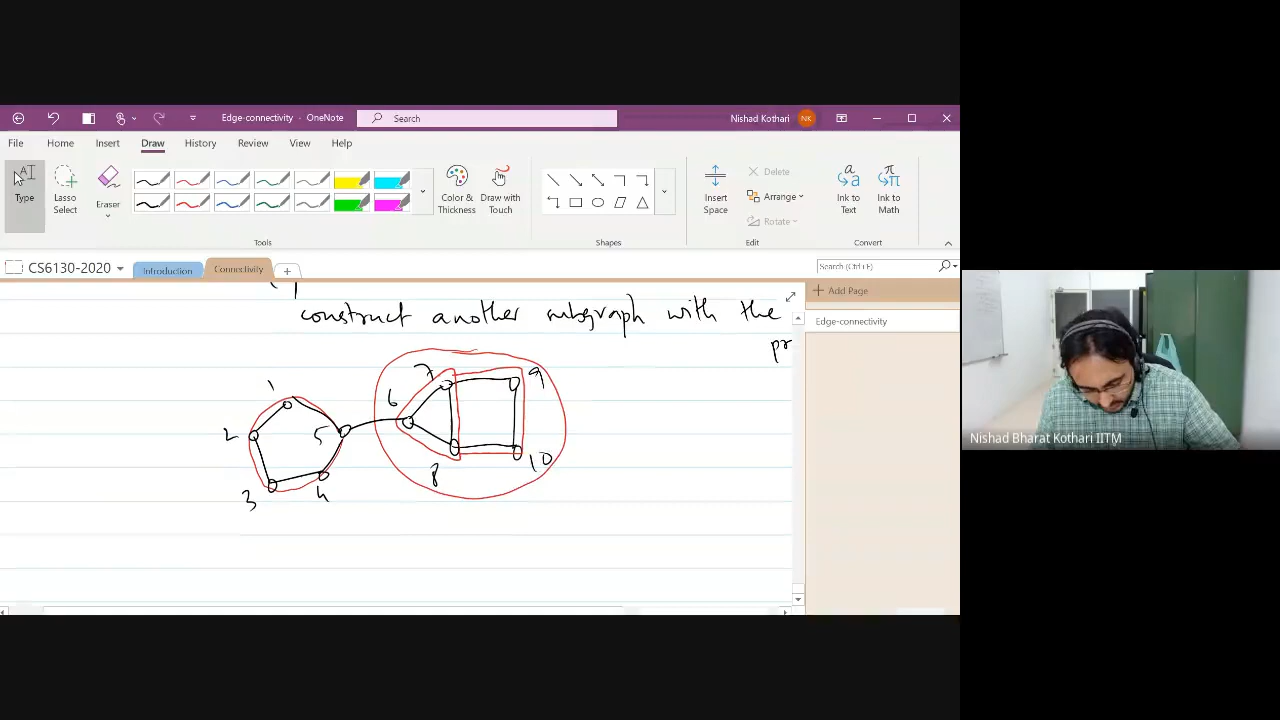 Edge-connectivity - OneNote
Search
Nishad Kothari
NK
File Home Insert Draw History Review View Help
Type
Lasso Select
Eraser
Color & Thickness
Draw with Touch
Insert Space
Delete
Arrange
Rotate
Ink to Text
Ink to Math
Tools
Shapes
Edit
Convert
CS6130-2020
Introduction
Connectivity
Search (Ctrl+E)
Add Page
Edge-connectivity
construct another subgraph with the
pr
1
2
3
4
5
6
7
8
9
10
Nishad Bharat Kothari IITM